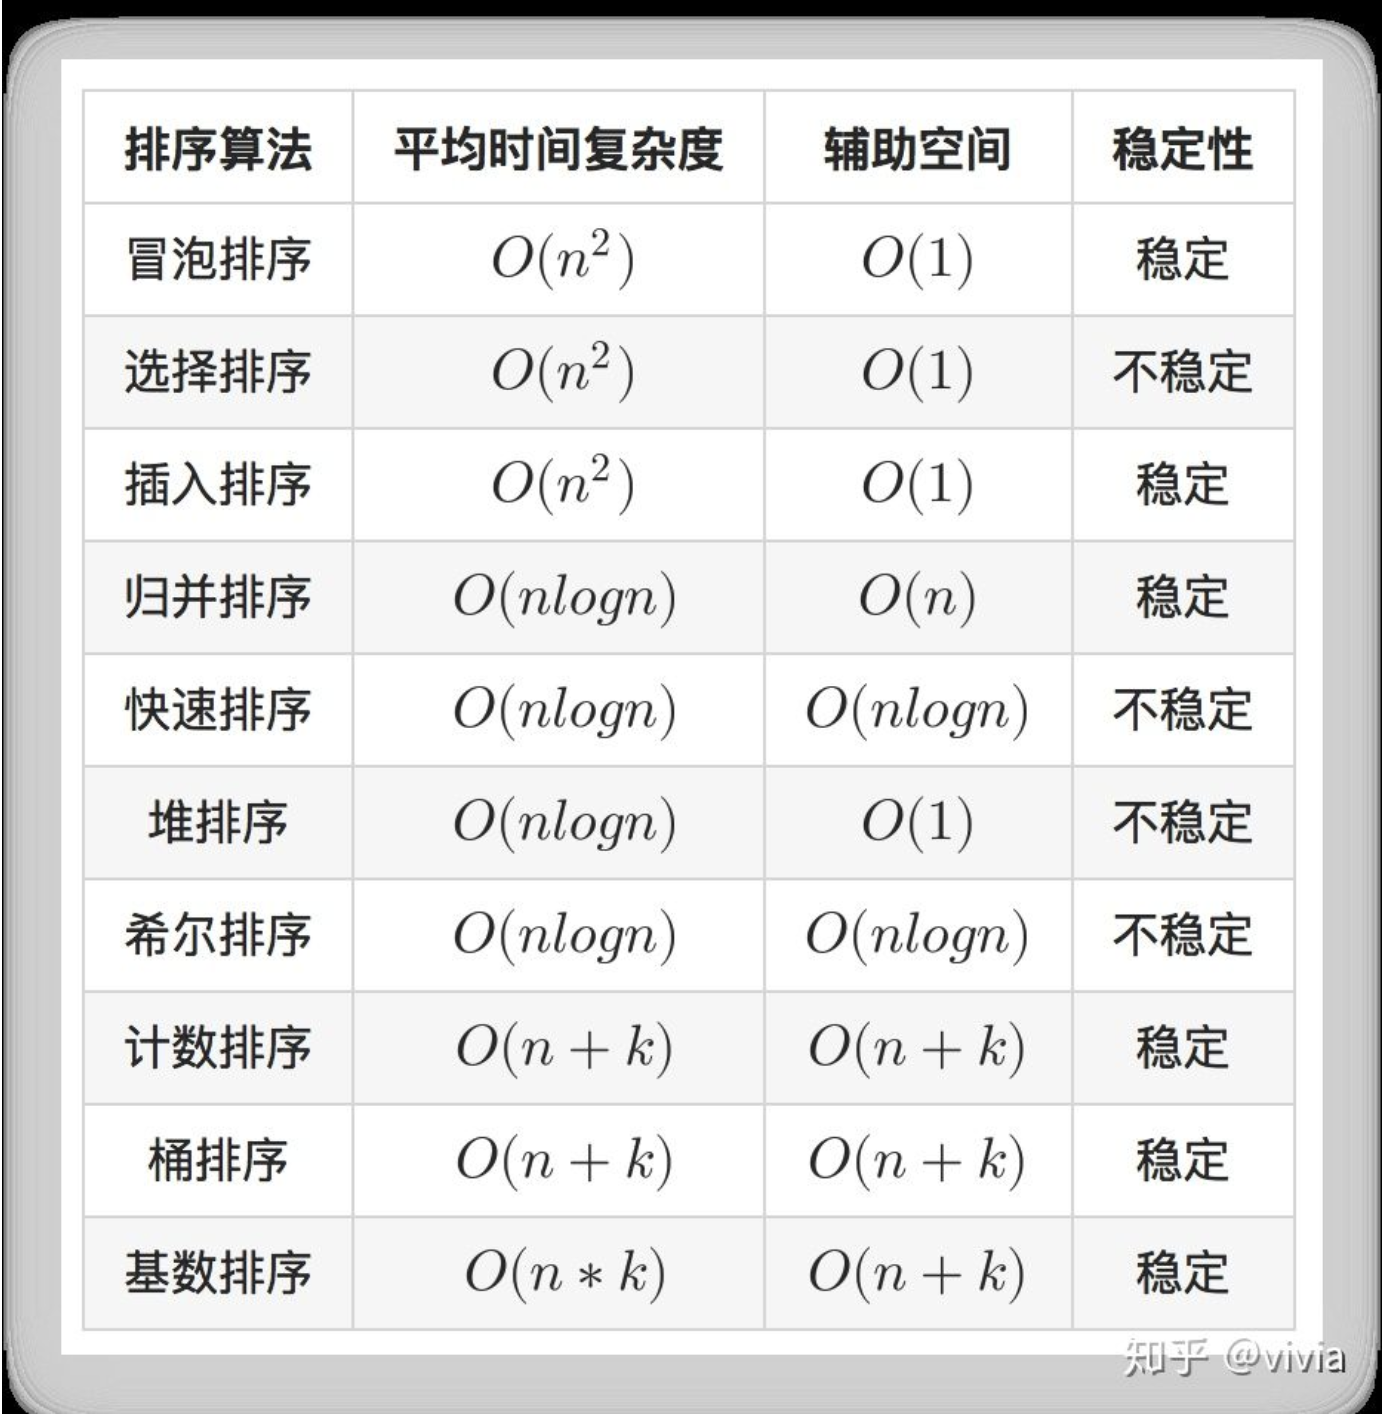 排序算法 平均时间复杂度 辅助空间 稳定性
冒泡排序 O(n²) O(1) 稳定
选择排序 O(n²) O(1) 不稳定
插入排序 O(n²) O(1) 稳定
归并排序 O(nlogn) O(n) 稳定
快速排序 O(nlogn) O(nlogn) 不稳定
堆排序 O(nlogn) O(1) 不稳定
希尔排序 O(nlogn) O(nlogn) 不稳定
计数排序 O(n + k) O(n + k) 稳定
桶排序 O(n + k) O(n + k) 稳定
基数排序 O(n * k) O(n + k) 稳定
知乎 @vivia